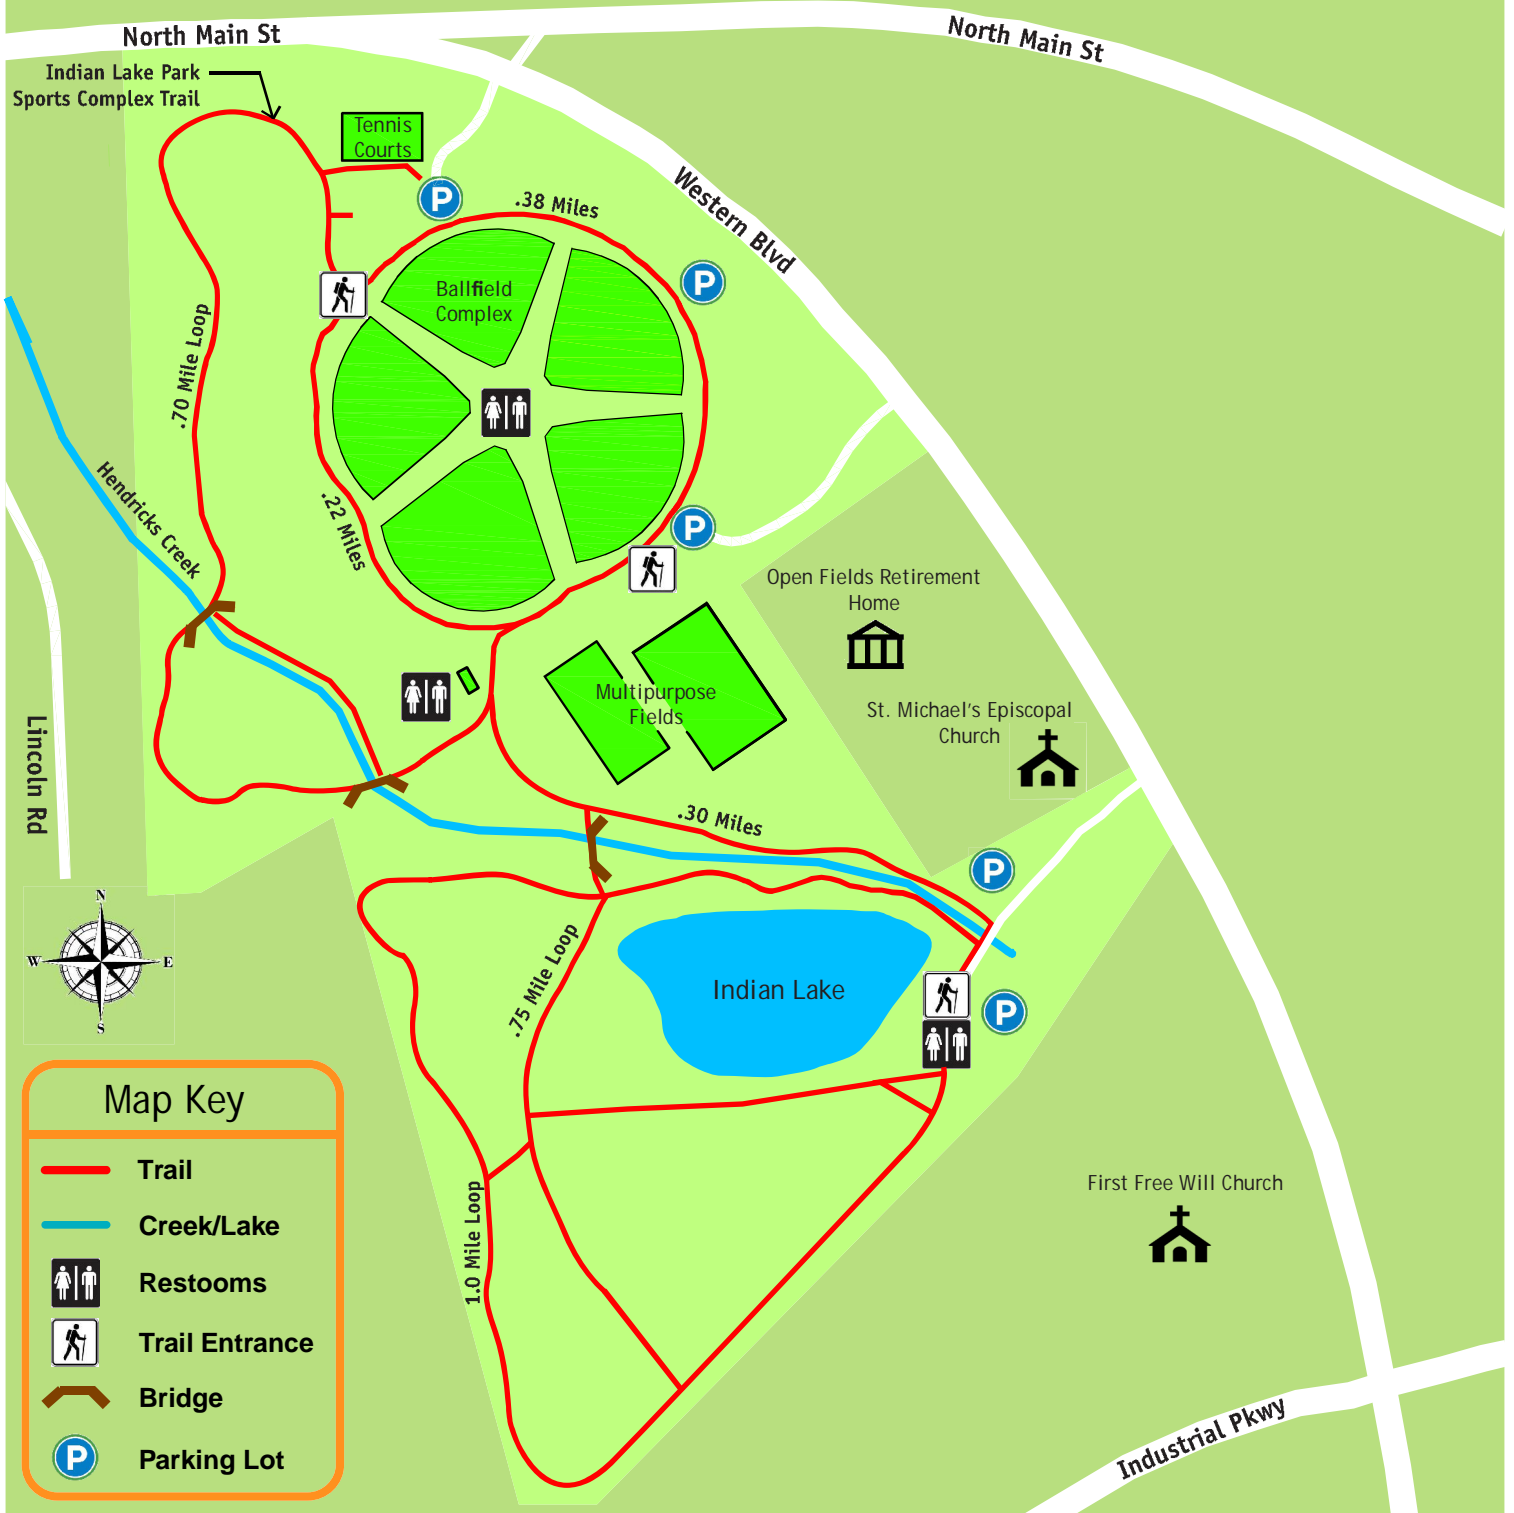 North Main St
North Main St
Indian Lake Park
Sports Complex Trail
Tennis
Courts
P
.38 Miles
Western Blvd
P
Ballfield
Complex
.70 Mile Loop
Hendricks Creek
.22 Miles
P
Open Fields Retirement
Home
Multipurpose
Fields
St. Michael's Episcopal
Church
Lincoln Rd
.30 Miles
P
N
W
E
S
.75 Mile Loop
Indian Lake
P
Map Key
Trail
Creek/Lake
Restooms
Trail Entrance
Bridge
P
Parking Lot
1.0 Mile Loop
First Free Will Church
Industrial Pkwy